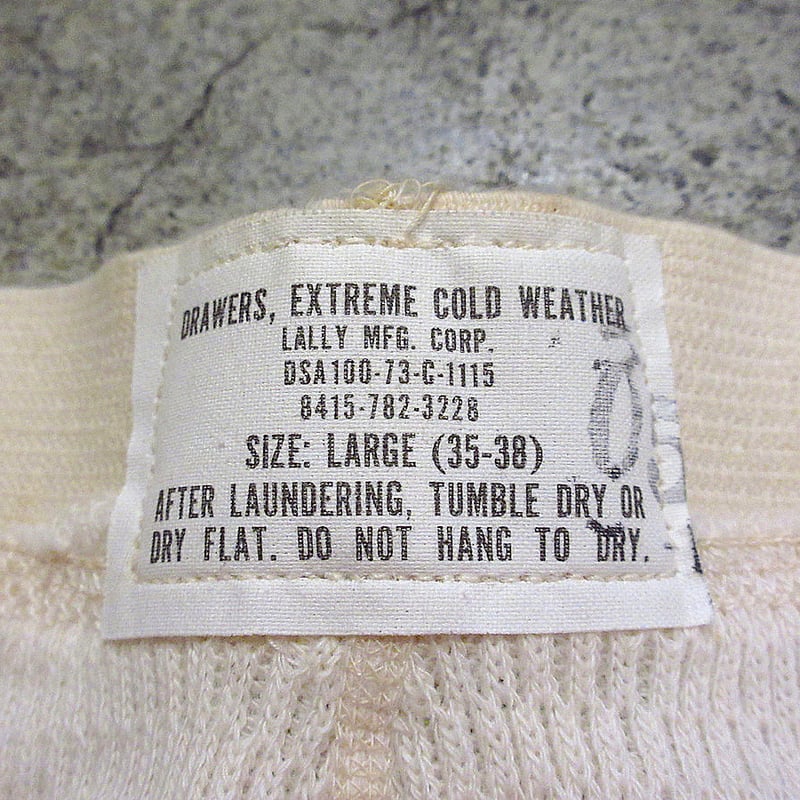 DRAWERS, EXTREME COLD WEATHER
LALLY MFG. CORP.
DSA100-73-C-1115
8415-782-3228
SIZE: LARGE (35-38)
AFTER LAUNDERING, TUMBLE DRY OR
DRY FLAT. DO NOT HANG TO DRY.